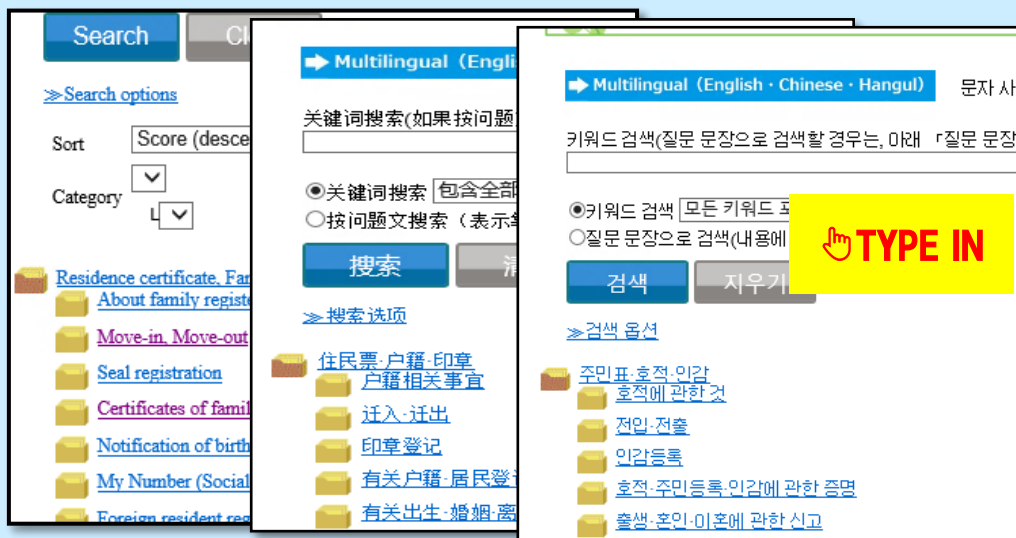 Search
Cl
≫Search options
Sort
Score (desce
Category
Residence certificate, Far
About family registe
Move-in, Move-out
Seal registration
Certificates of famil
Notification of birth
My Number (Social
Foreign resident reg
Multilingual（Engli
关键词搜索(如果按问题
关键词搜索
包含全部
按问题文搜索（表示
搜索
清
≫搜索选项
住民票·户籍·印章
户籍相关事宜
迁入·迁出
印章登记
有关户籍·居民登
有关出生·婚姻·离
Multilingual（English · Chinese · Hangul）
문자 사
키워드 검색(질문 문장으로 검색할 경우는, 아래 「질문 문장
키워드 검색
모든 키워드 포
질문 문장으로 검색(내용에
TYPE IN
검색
지우기
≫검색 옵션
주민표·호적·인감
호적에 관한 것
전입·전출
인감등록
호적·주민등록·인감에 관한 증명
출생·혼인·이혼에 관한 신고